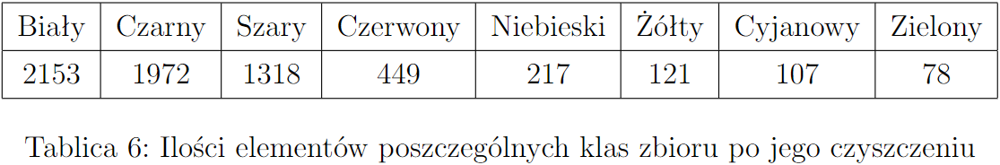 Biały Czarny Szary Czerwony Niebieski Żółty Cyjanowy Zielony
2153 1972 1318 449 217 121 107 78
Tablica 6: Ilości elementów poszczególnych klas zbioru po jego czyszczeniu